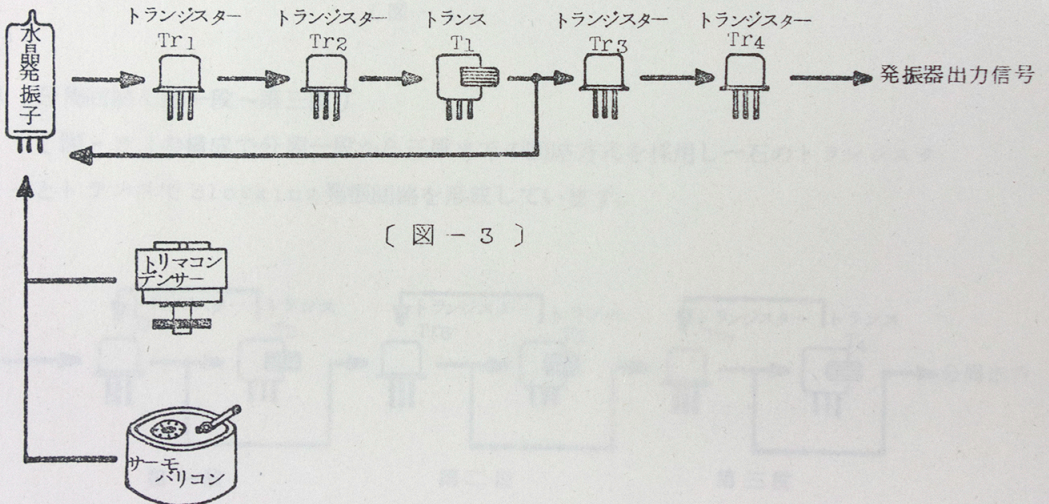 トランジスター
Tr1
トランジスター
Tr2
トランス
T1
トランジスター
Tr3
トランジスター
Tr4
水晶発振子
発振器出力信号
〔 図 − 3 〕
トリマコン
デンサー
サーモ
バリコン